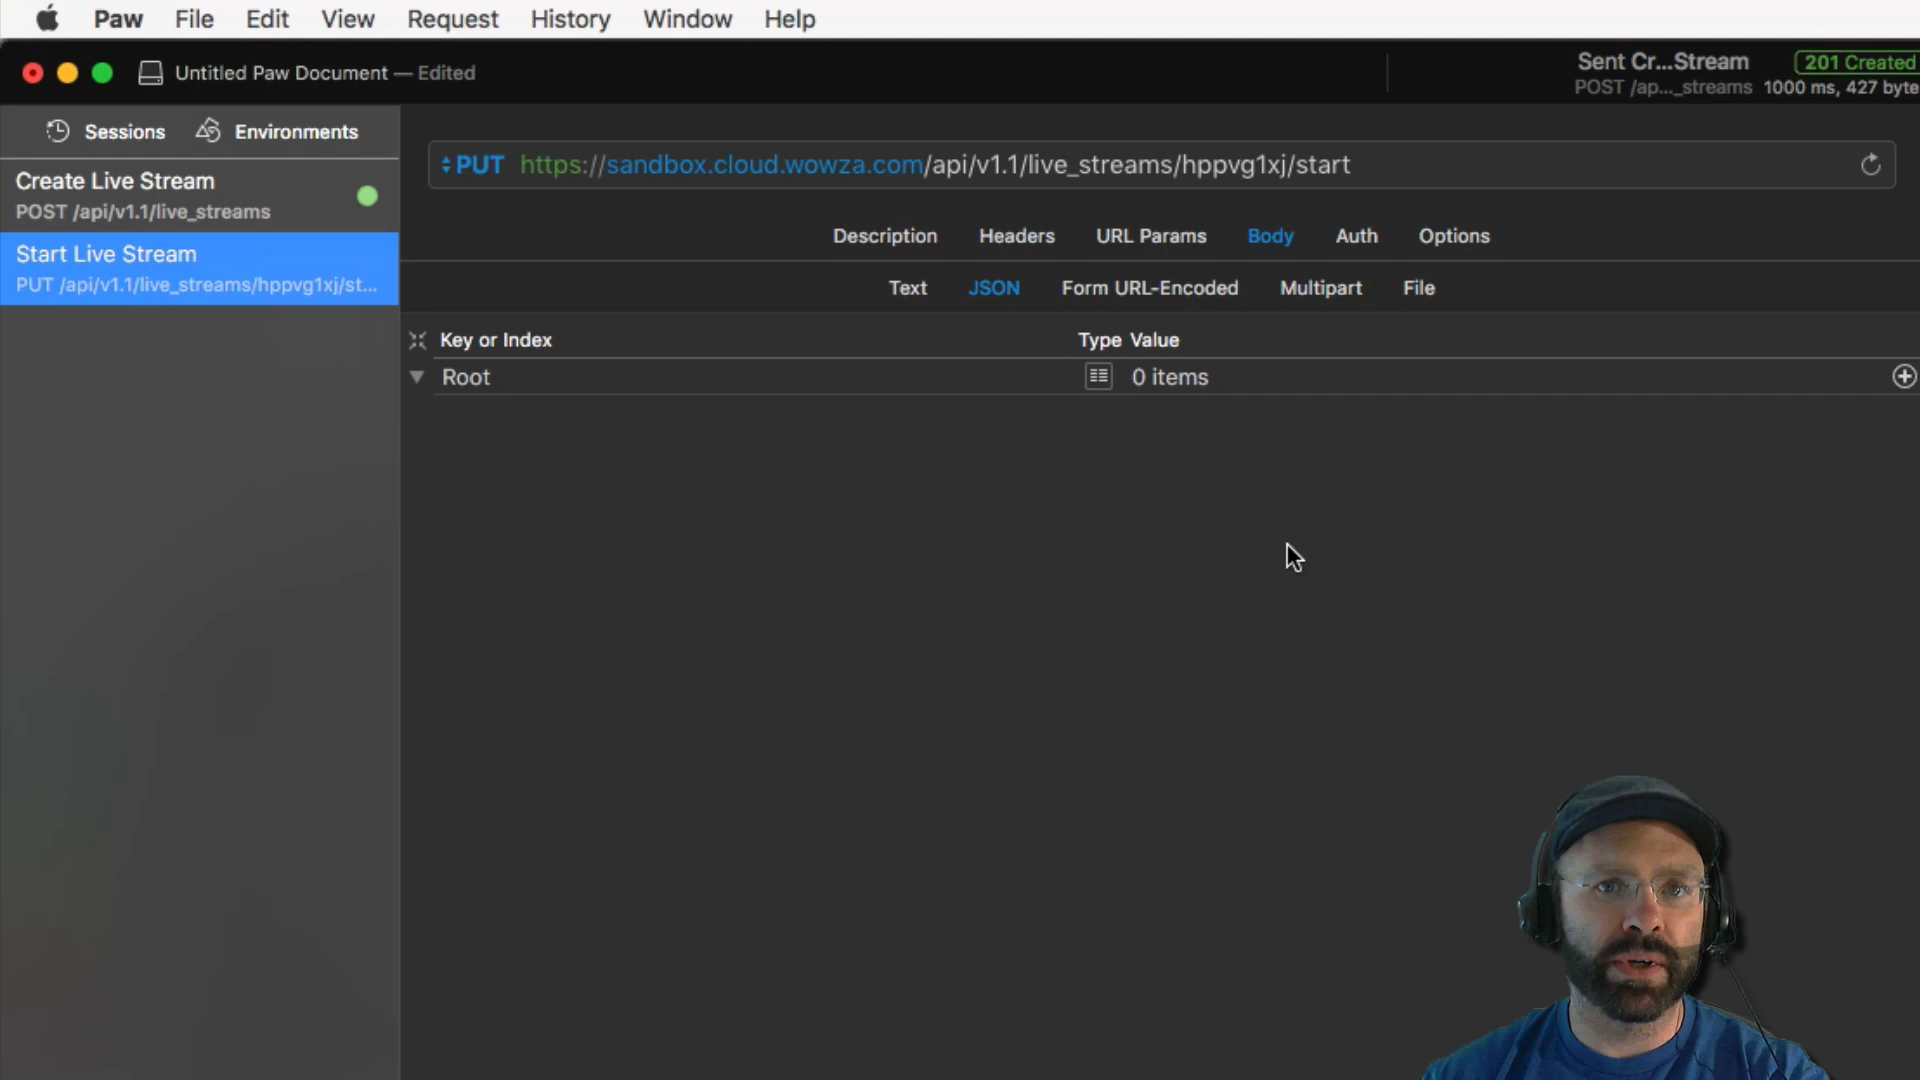 Paw File Edit View Request History Window Help
Untitled Paw Document — Edited
Sent Cr...Stream 201 Created
POST /ap..._streams 1000 ms, 427 byte
Sessions Environments
Create Live Stream
POST /api/v1.1/live_streams
Start Live Stream
PUT /api/v1.1/live_streams/hppvg1xj/st...
PUT https://sandbox.cloud.wowza.com/api/v1.1/live_streams/hppvg1xj/start
Description Headers URL Params Body Auth Options
Text JSON Form URL-Encoded Multipart File
Key or Index Type Value
Root 0 items